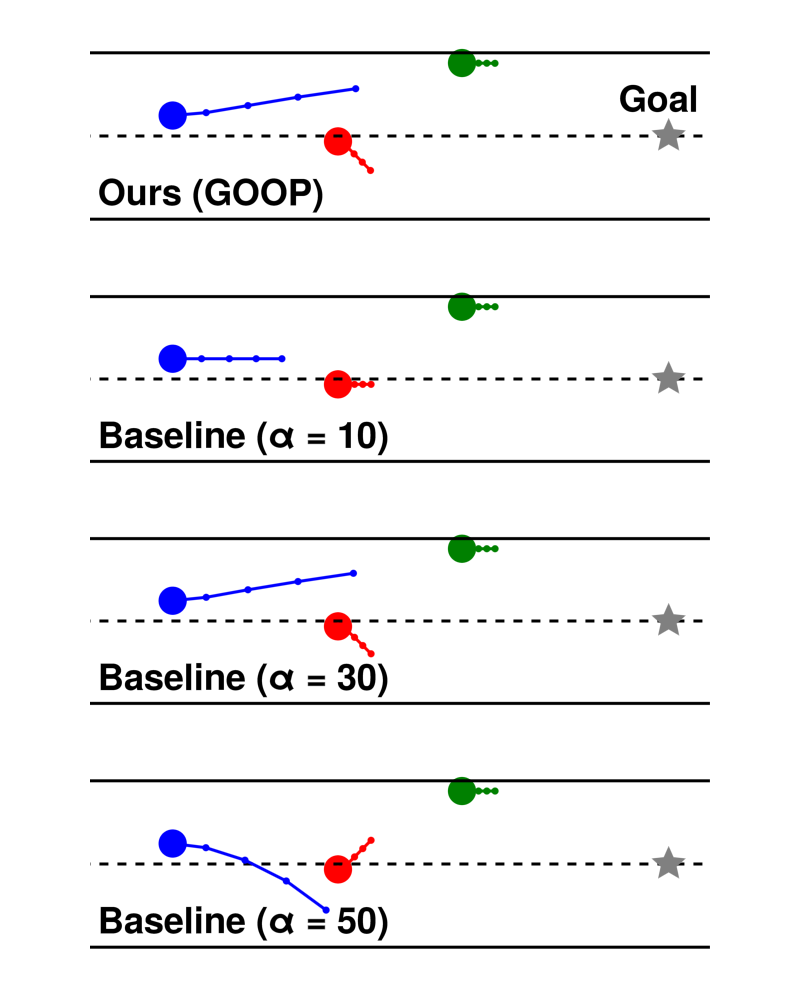 Goal
Ours (GOOP)
Baseline (α = 10)
Baseline (α = 30)
Baseline (α = 50)